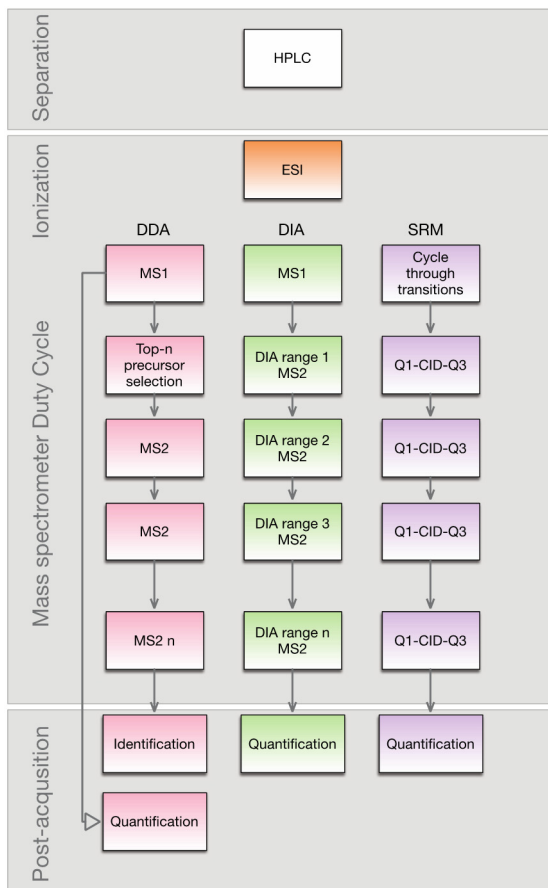 Separation
HPLC
Ionization
ESI
Mass spectrometer Duty Cycle
DDA
DIA
SRM
MS1
MS1
Cycle
through
transitions
Top-n
precursor
selection
DIA range 1
MS2
Q1-CID-Q3
MS2
DIA range 2
MS2
Q1-CID-Q3
MS2
DIA range 3
MS2
Q1-CID-Q3
MS2 n
DIA range n
MS2
Q1-CID-Q3
Post-acqusition
Identification
Quantification
Quantification
Quantification